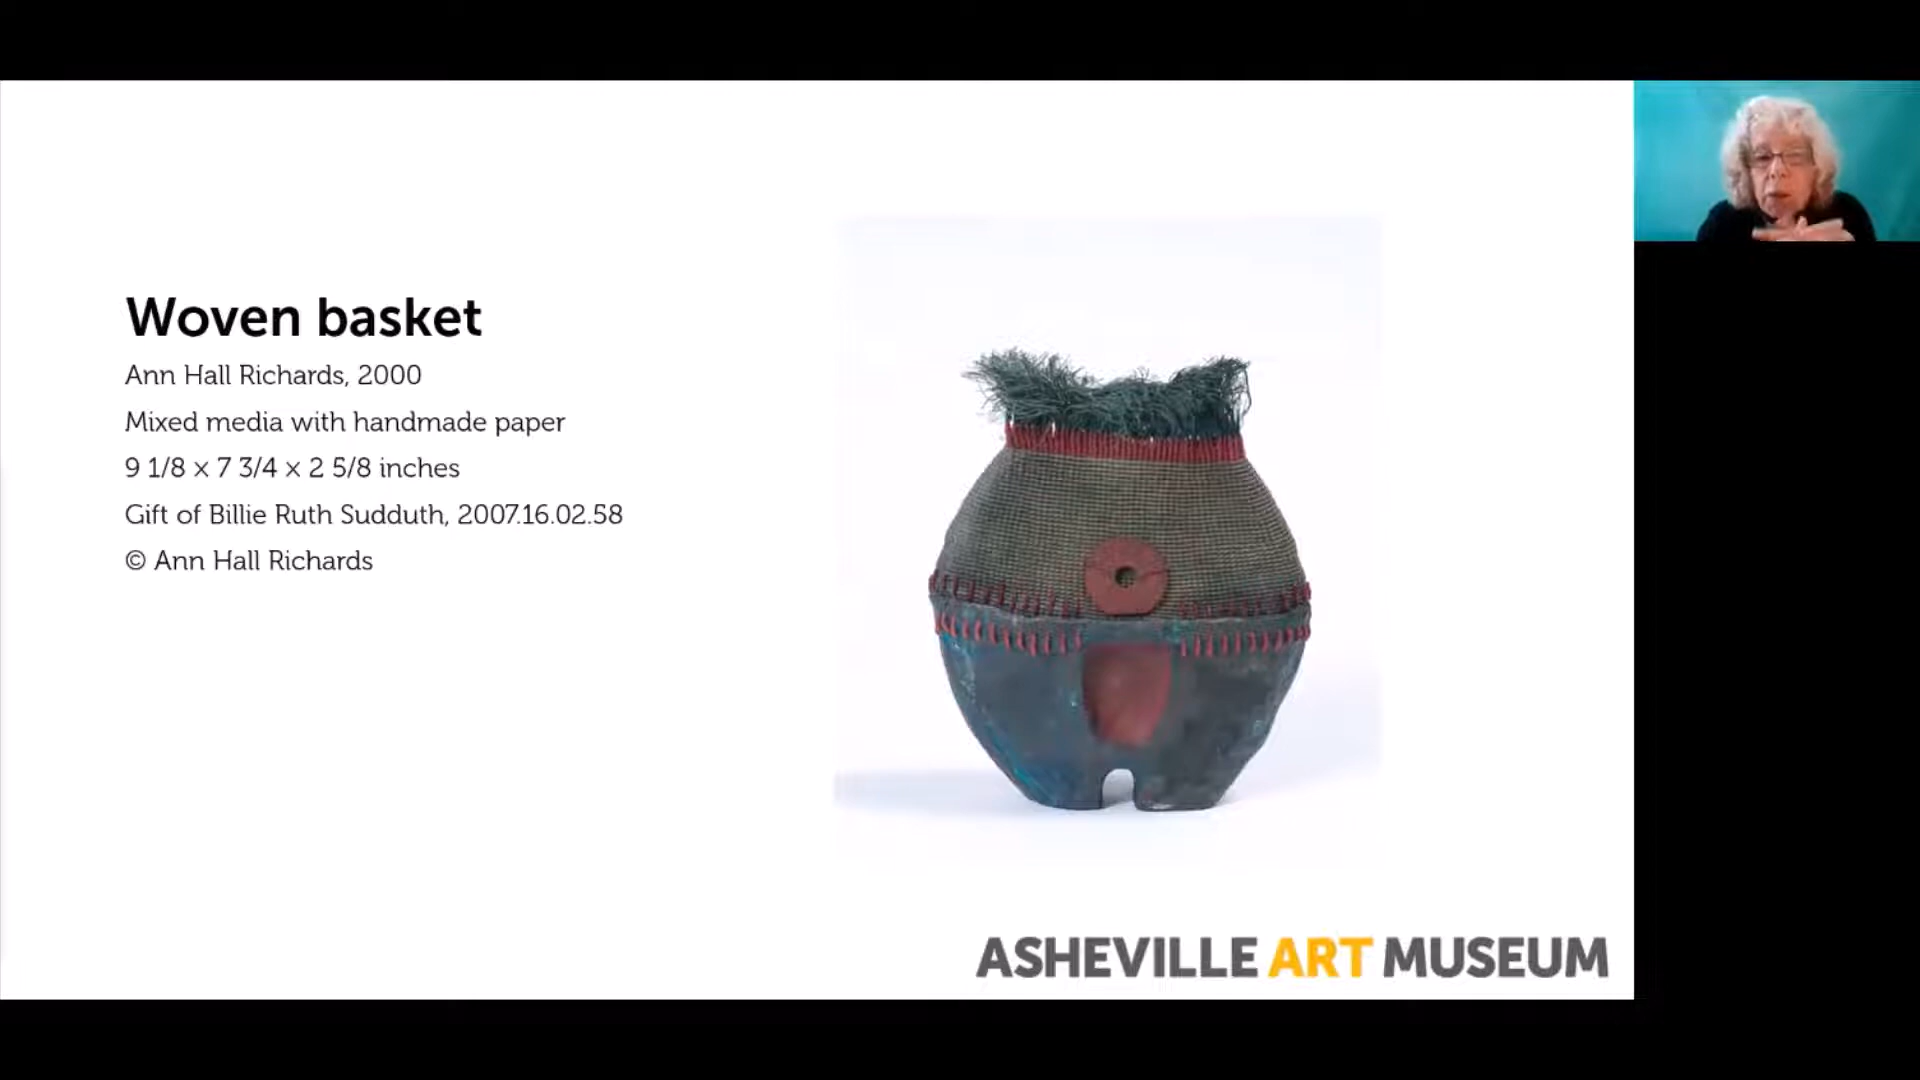 Woven basket
Ann Hall Richards, 2000
Mixed media with handmade paper
9 1/8 × 7 3/4 × 2 5/8 inches
Gift of Billie Ruth Sudduth, 2007.16.02.58
© Ann Hall Richards
ASHEVILLE ART MUSEUM